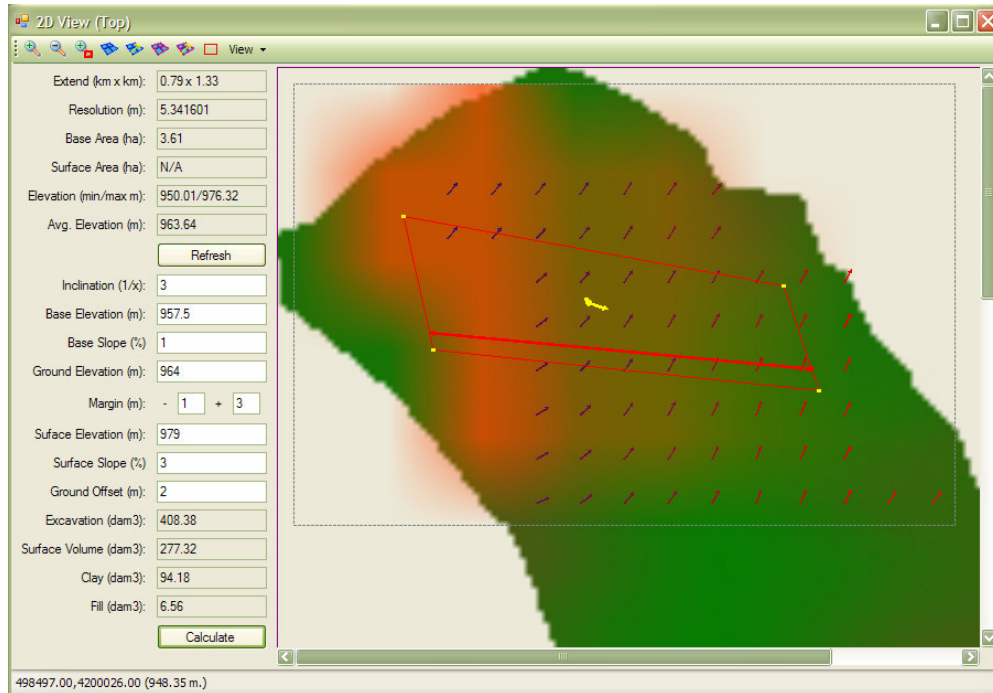 2D View (Top)
View
Extend (km x km): 0.79 x 1.33
Resolution (m): 5.341601
Base Area (ha): 3.61
Surface Area (ha): N/A
Elevation (min/max m): 950.01/976.32
Avg. Elevation (m): 963.64
Refresh
Inclination (1/x): 3
Base Elevation (m): 957.5
Base Slope (%) 1
Ground Elevation (m): 964
Margin (m): - 1 + 3
Suface Elevation (m): 979
Surface Slope (%) 3
Ground Offset (m): 2
Excavation (dam3): 408.38
Surface Volume (dam3): 277.32
Clay (dam3): 94.18
Fill (dam3): 6.56
Calculate
498497.00,4200026.00 (948.35 m.)